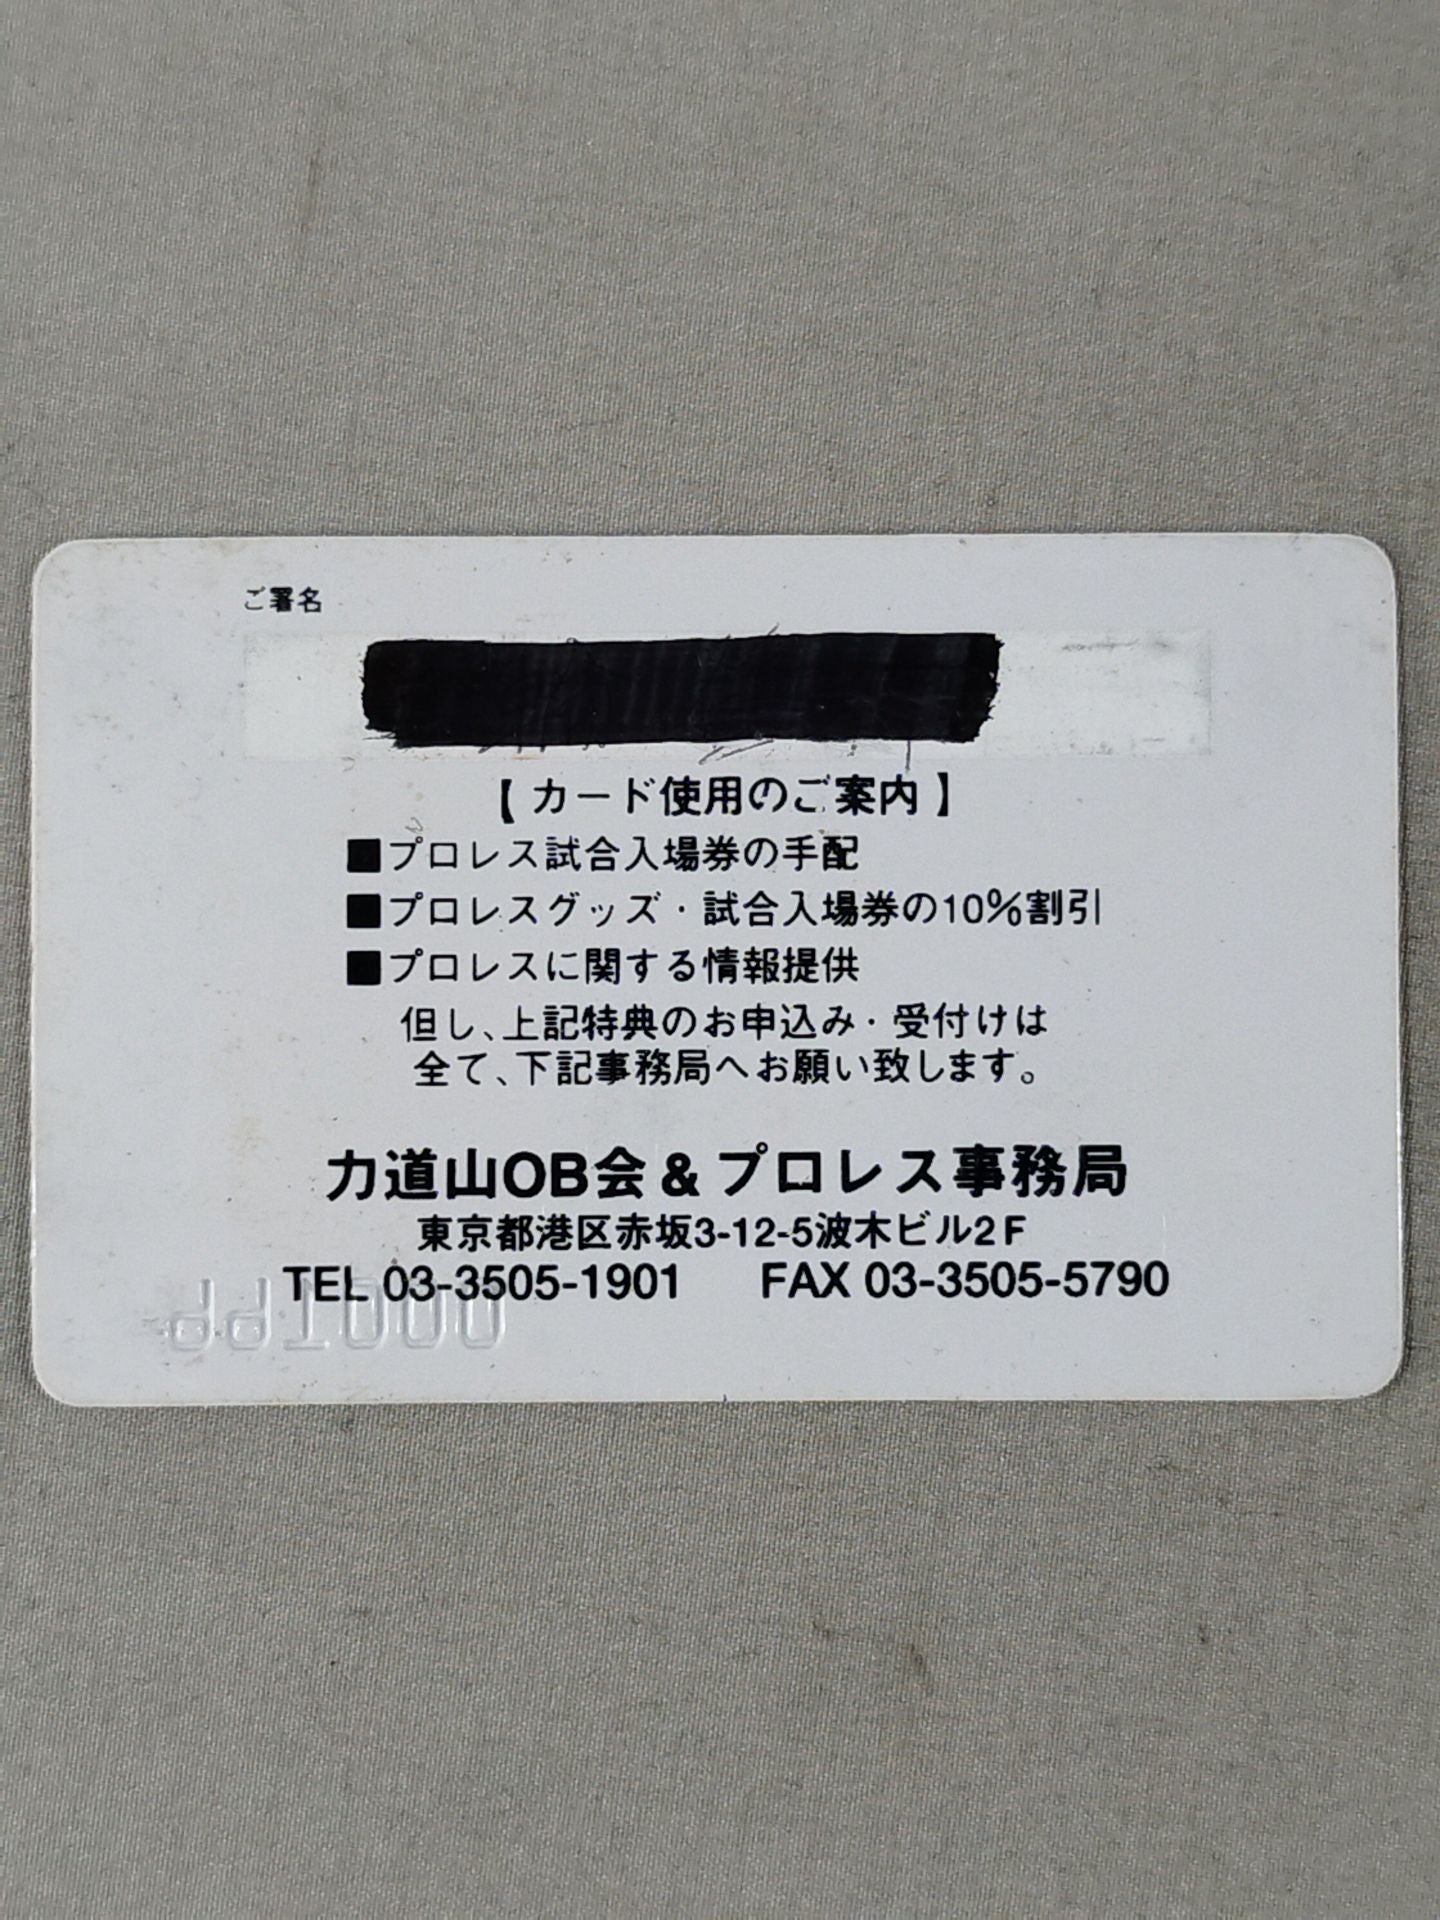 ご署名
【カード使用のご案内】
■プロレス試合入場券の手配
■プロレスグッズ・試合入場券の10%割引
■プロレスに関する情報提供
但し、上記特典のお申込み・受付けは
全て、下記事務局へお願い致します。
力道山OB会&プロレス事務局
東京都港区赤坂3-12-5波木ビル2F
TEL 03-3505-1901 FAX 03-3505-5790